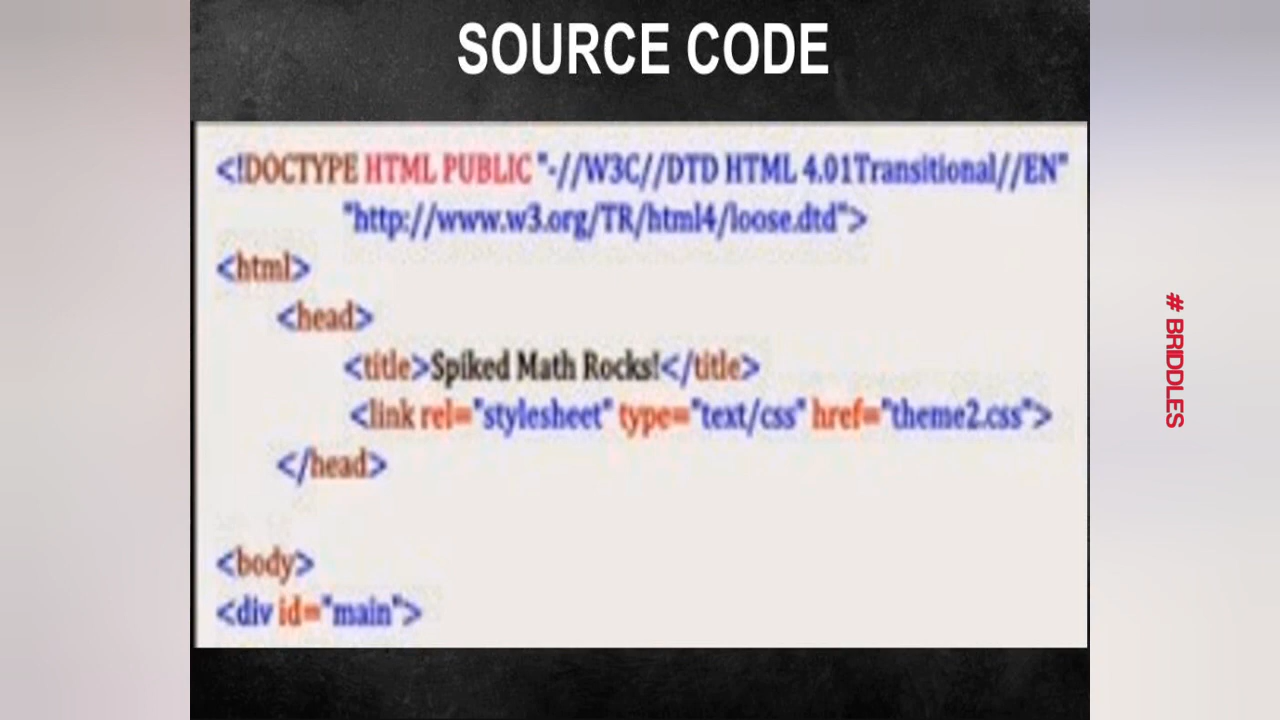 SOURCE CODE
<!DOCTYPE HTML PUBLIC "-//W3C//DTD HTML 4.01Transitional//EN"
"http://www.w3.org/TR/html4/loose.dtd">
<html>
<head>
<title>Spiked Math Rocks!</title>
<link rel="stylesheet" type="text/css" href="theme2.css">
</head>
<body>
<div id="main">
# BRIDDLES